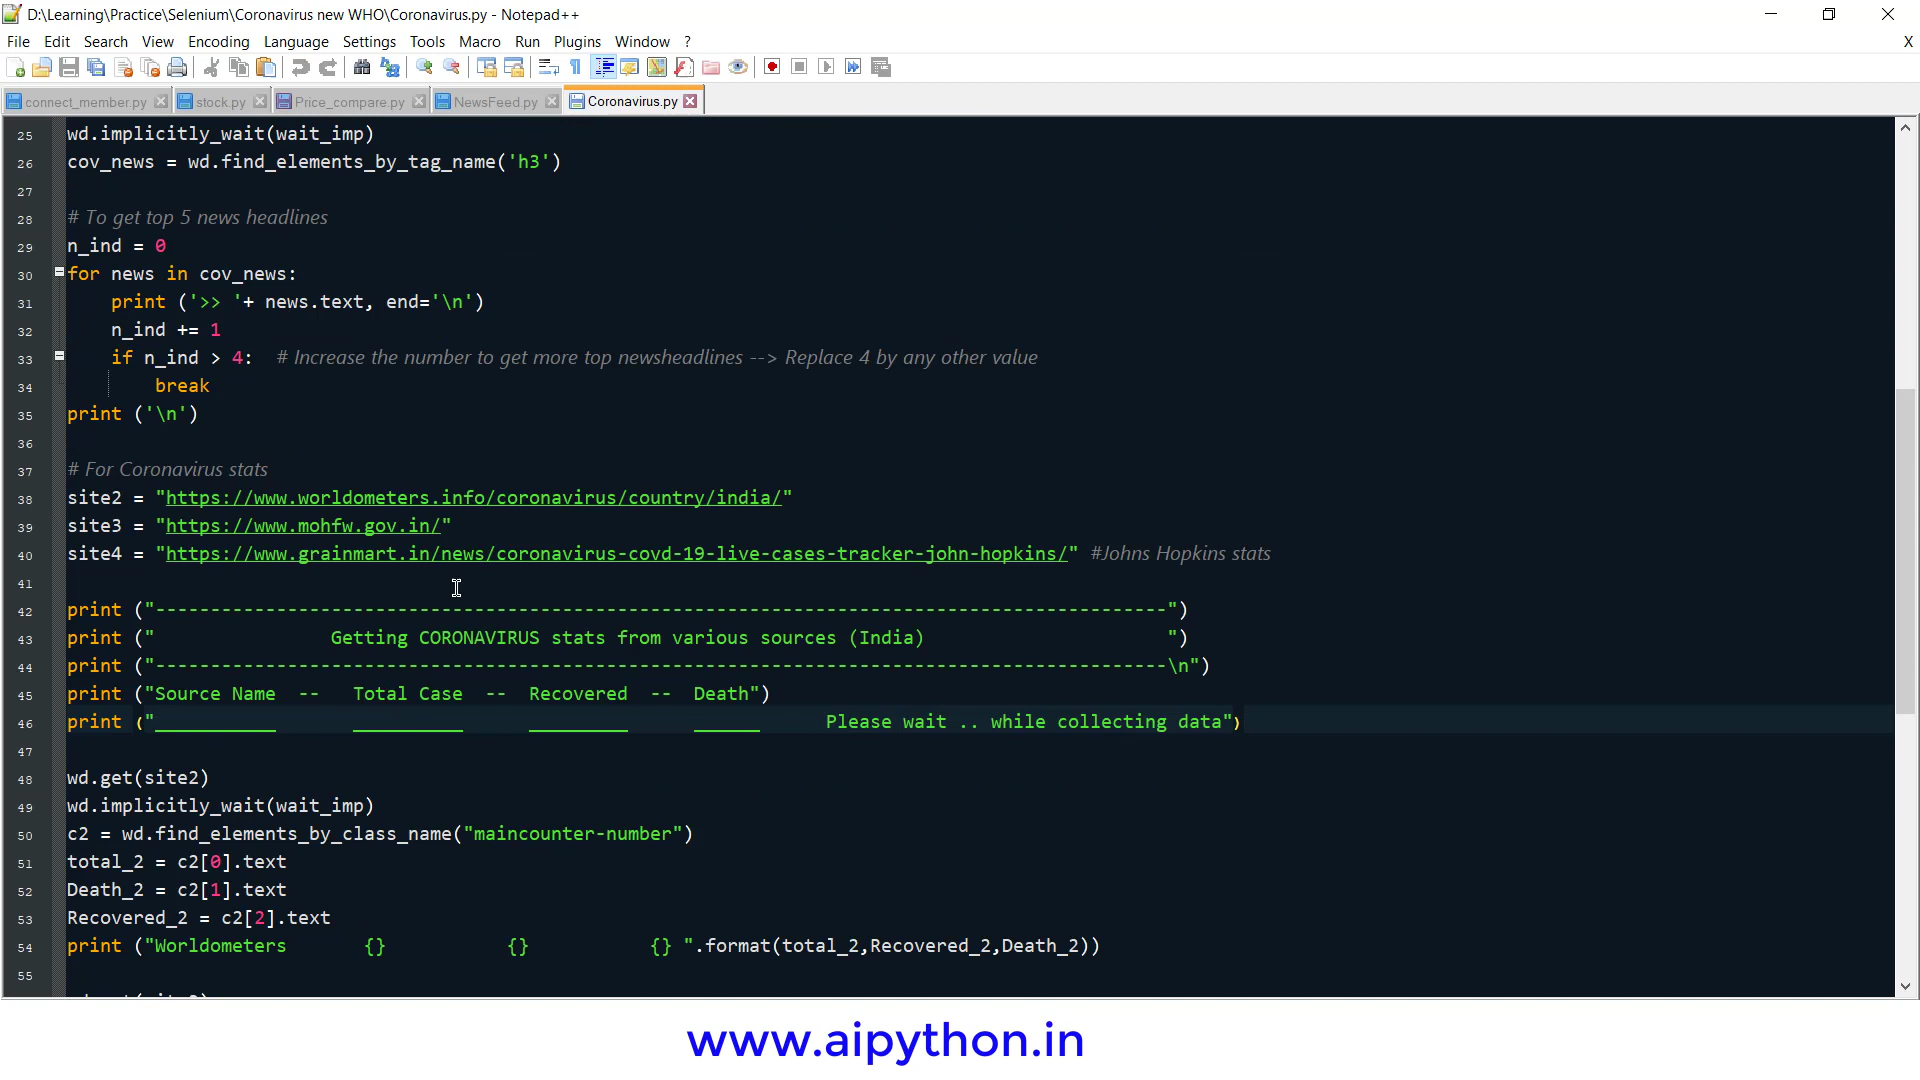 D:\Learning\Practice\Selenium\Coronavirus new WHO\Coronavirus.py - Notepad++
File Edit Search View Encoding Language Settings Tools Macro Run Plugins Window ? X
connect_member.py stock.py Price_compare.py NewsFeed.py Coronavirus.py
25 wd.implicitly_wait(wait_imp)
26 cov_news = wd.find_elements_by_tag_name('h3')
27
28 # To get top 5 news headlines
29 n_ind = 0
30 for news in cov_news:
31     print ('>> '+ news.text, end='\n')
32     n_ind += 1
33     if n_ind > 4:  # Increase the number to get more top newsheadlines --> Replace 4 by any other value
34         break
35 print ('\n')
36
37 # For Coronavirus stats
38 site2 = "https://www.worldometers.info/coronavirus/country/india/"
39 site3 = "https://www.mohfw.gov.in/"
40 site4 = "https://www.grainmart.in/news/coronavirus-covd-19-live-cases-tracker-john-hopkins/" #Johns Hopkins stats
41
42 print ("--------------------------------------------------------------------------------------------")
43 print ("                Getting CORONAVIRUS stats from various sources (India)                      ")
44 print ("--------------------------------------------------------------------------------------------\n")
45 print ("Source Name  --   Total Case  --  Recovered  --  Death")
46 print ("___________       __________      _________      ______      Please wait .. while collecting data")
47
48 wd.get(site2)
49 wd.implicitly_wait(wait_imp)
50 c2 = wd.find_elements_by_class_name("maincounter-number")
51 total_2 = c2[0].text
52 Death_2 = c2[1].text
53 Recovered_2 = c2[2].text
54 print ("Worldometers       {}           {}           {} ".format(total_2,Recovered_2,Death_2))
55
www.aipython.in